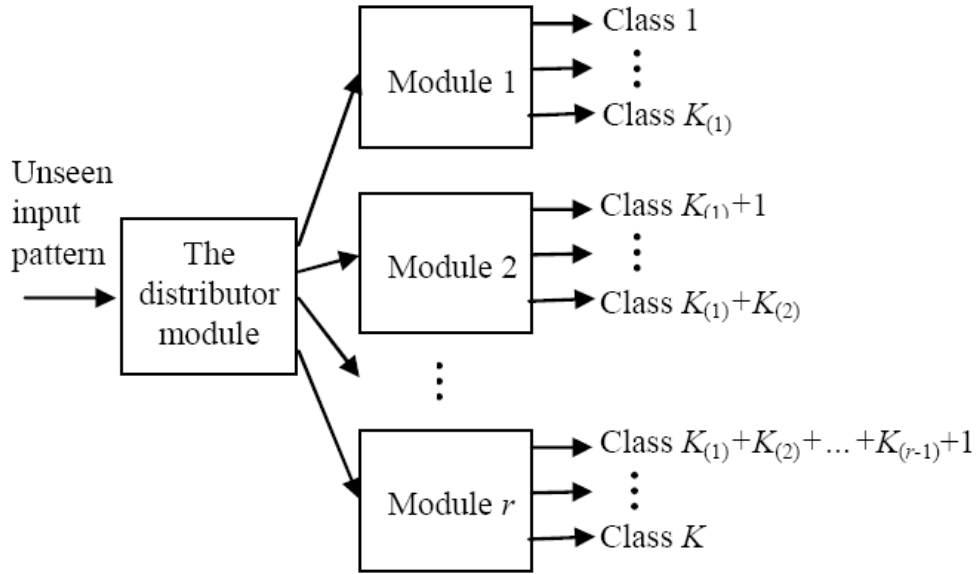 Unseen
input
pattern
The
distributor
module
Module 1
Class 1
⋮
Class K(1)
Module 2
Class K(1)+1
⋮
Class K(1)+K(2)
⋮
Module r
Class K(1)+K(2)+...+K(r-1)+1
⋮
Class K